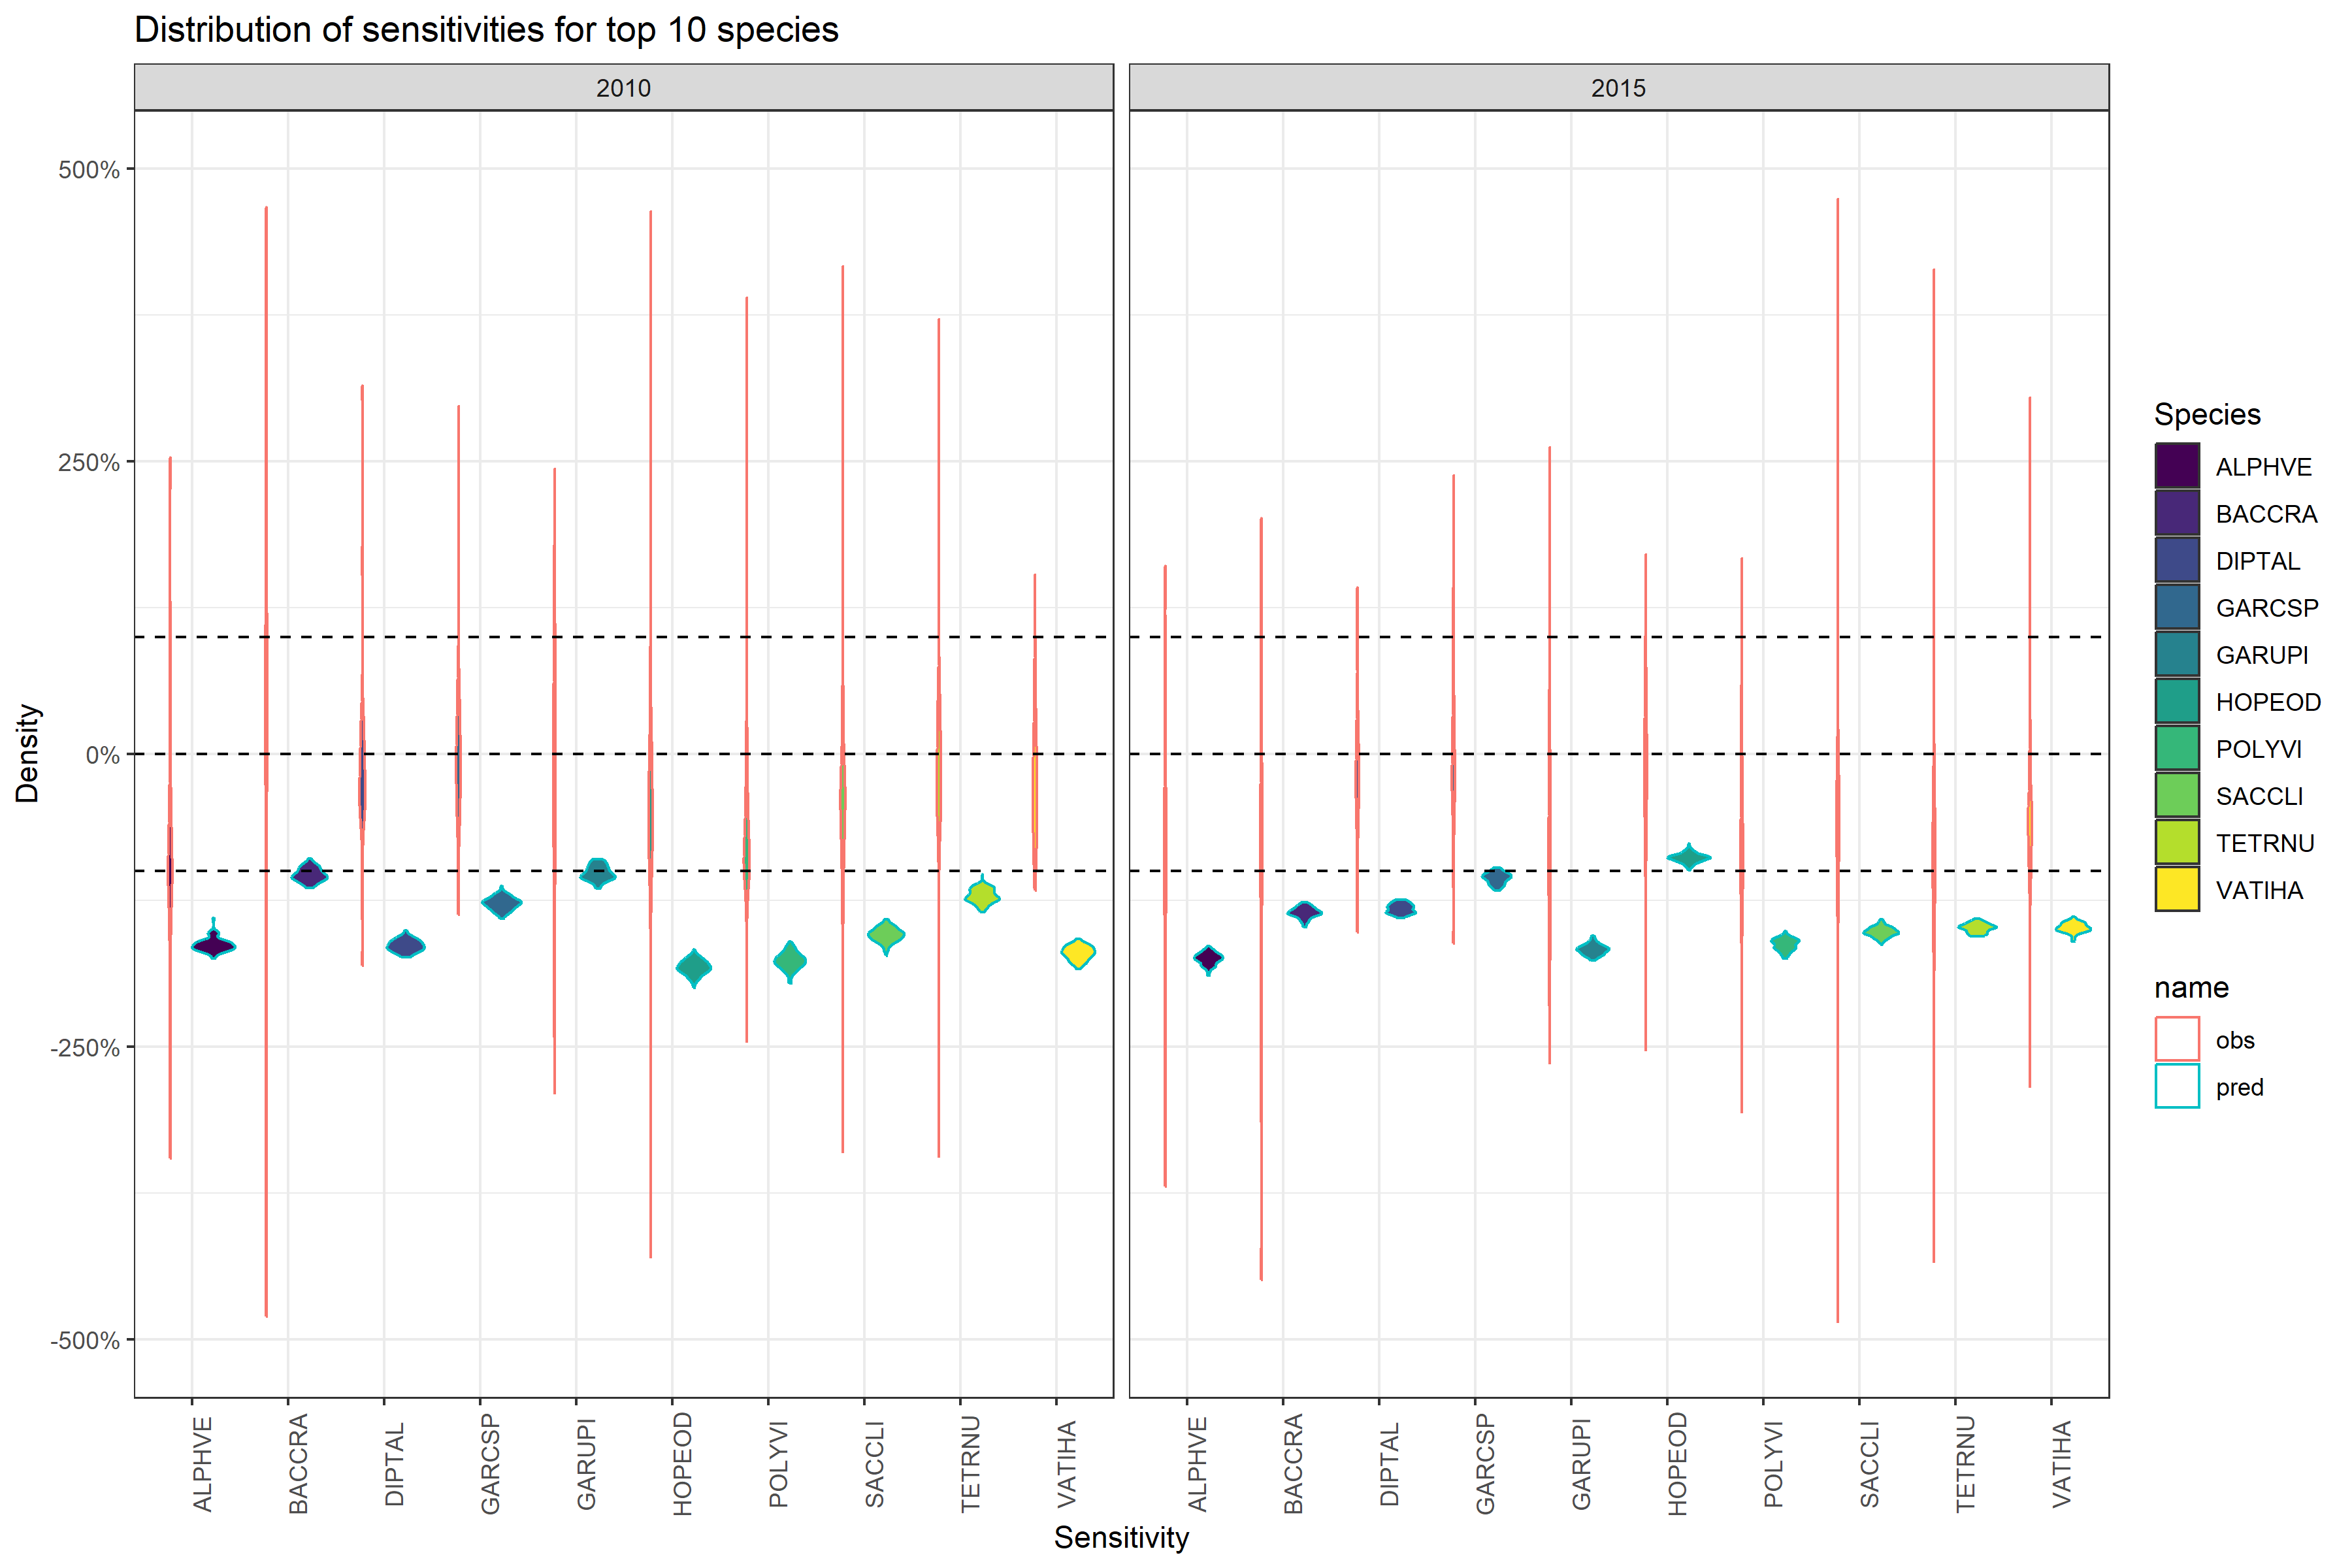 Distribution of sensitivities for top 10 species
2010
2015
500%
250%
0%
-250%
-500%
Density
ALPHVE
BACCRA
DIPTAL
GARCSP
GARUPI
HOPEOD
POLYVI
SACCLI
TETRNU
VATIHA
ALPHVE
BACCRA
DIPTAL
GARCSP
GARUPI
HOPEOD
POLYVI
SACCLI
TETRNU
VATIHA
Sensitivity
Species
ALPHVE
BACCRA
DIPTAL
GARCSP
GARUPI
HOPEOD
POLYVI
SACCLI
TETRNU
VATIHA
name
obs
pred